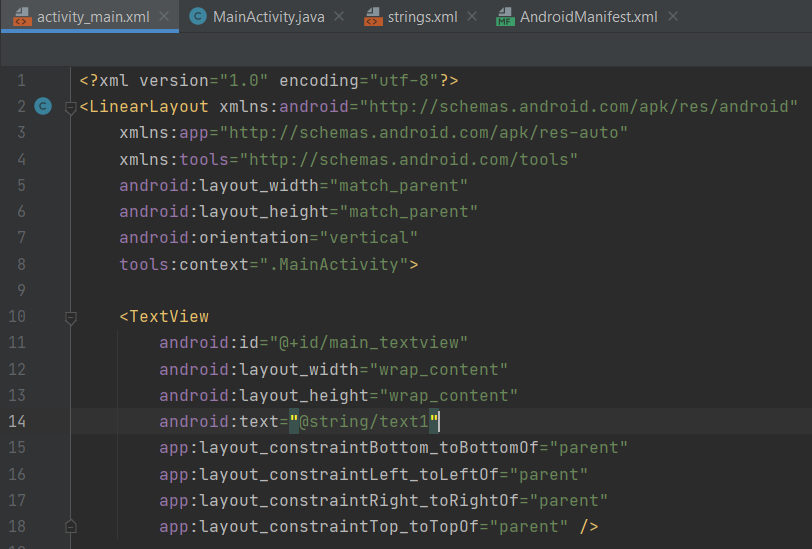 activity_main.xml MainActivity.java strings.xml AndroidManifest.xml
1 <?xml version="1.0" encoding="utf-8"?>
2 C <LinearLayout xmlns:android="http://schemas.android.com/apk/res/android"
3 xmlns:app="http://schemas.android.com/apk/res-auto"
4 xmlns:tools="http://schemas.android.com/tools"
5 android:layout_width="match_parent"
6 android:layout_height="match_parent"
7 android:orientation="vertical"
8 tools:context=".MainActivity">
9
10 <TextView
11 android:id="@+id/main_textview"
12 android:layout_width="wrap_content"
13 android:layout_height="wrap_content"
14 android:text="@string/text1"
15 app:layout_constraintBottom_toBottomOf="parent"
16 app:layout_constraintLeft_toLeftOf="parent"
17 app:layout_constraintRight_toRightOf="parent"
18 app:layout_constraintTop_toTopOf="parent" />